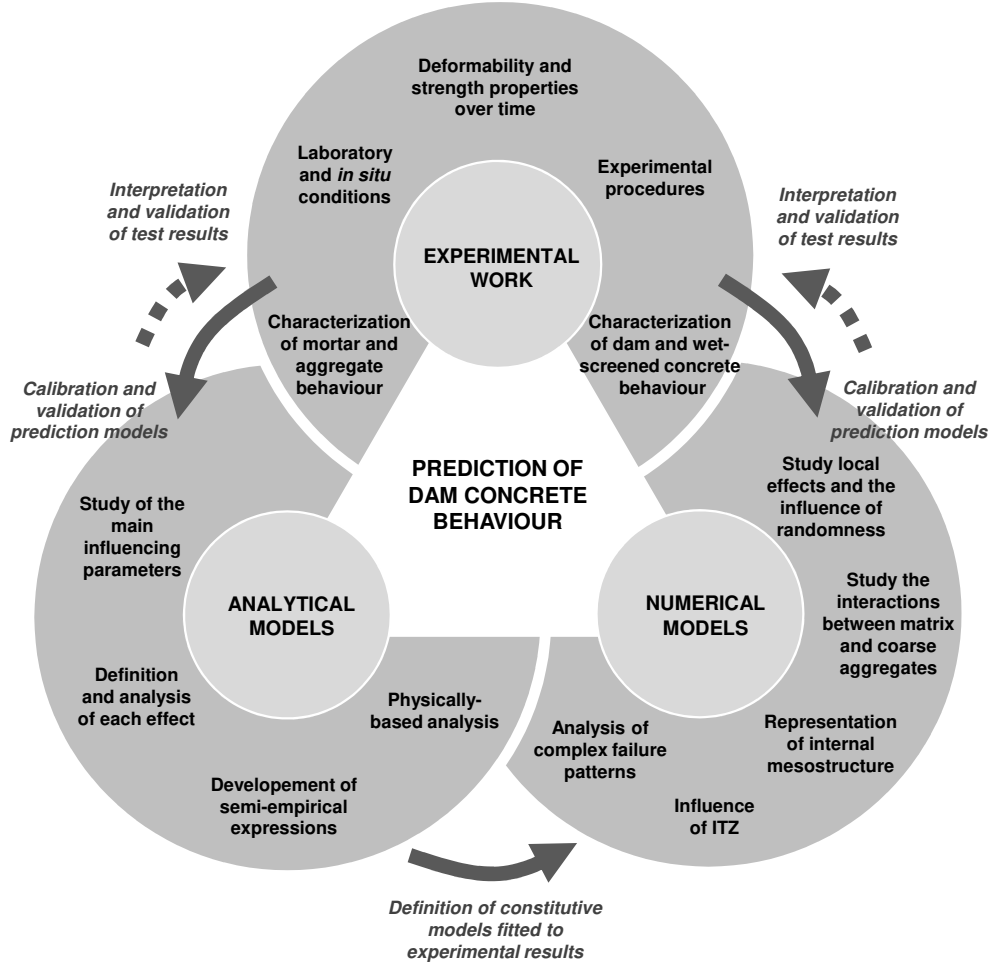 Deformability and
strength properties
over time
Laboratory
and in situ
conditions
Experimental
procedures
Interpretation
and validation
of test results
Interpretation
and validation
of test results
EXPERIMENTAL
WORK
Characterization
of mortar and
aggregate
behaviour
Characterization
of dam and wet-
screened concrete
behaviour
Calibration and
validation of
prediction models
Calibration and
validation of
prediction models
PREDICTION OF
DAM CONCRETE
BEHAVIOUR
Study of the
main
influencing
parameters
Study local
effects and the
influence of
randomness
ANALYTICAL
MODELS
NUMERICAL
MODELS
Study the
interactions
between matrix
and coarse
aggregates
Definition
and analysis
of each effect
Physically-
based analysis
Analysis of
complex failure
patterns
Representation
of internal
mesostructure
Developement of
semi-empirical
expressions
Influence
of ITZ
Definition of constitutive
models fitted to
experimental results